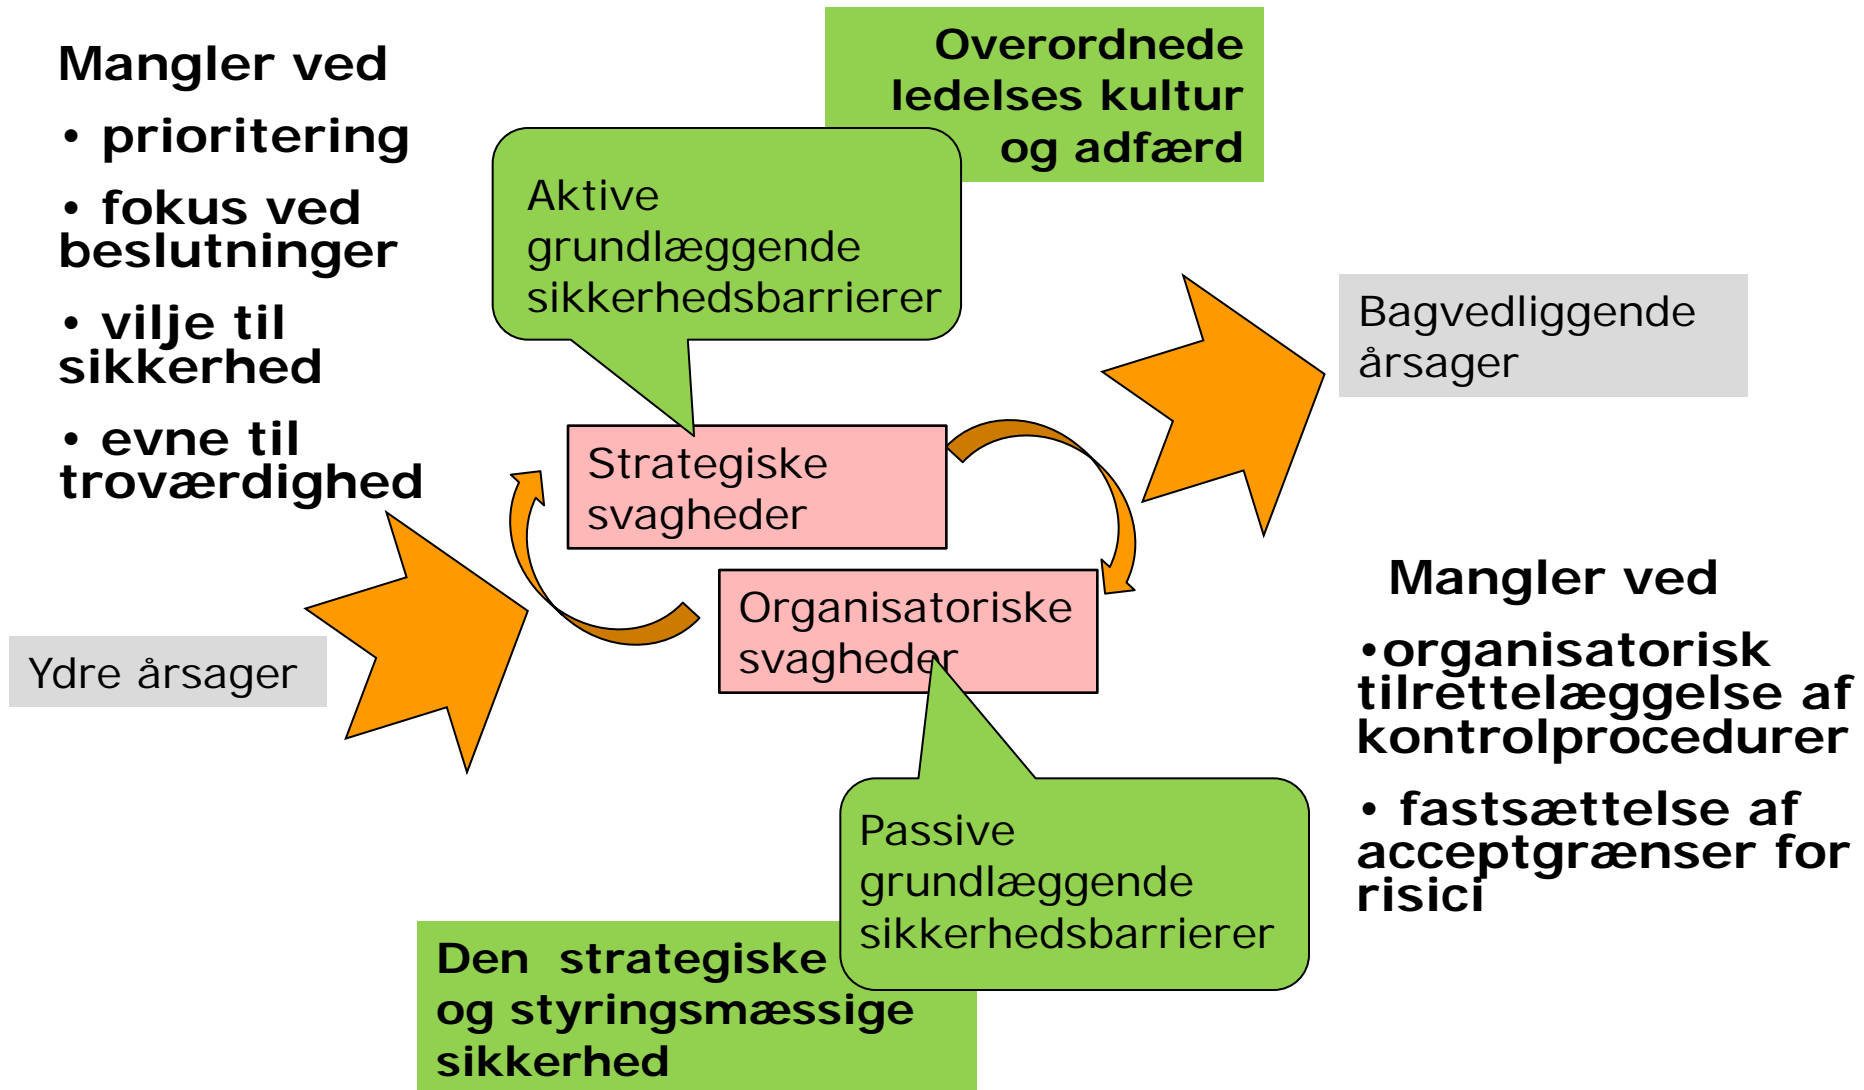 Mangler ved
• prioritering
• fokus ved
beslutninger
• vilje til
sikkerhed
• evne til
troværdighed
Overordnede
ledelses kultur
og adfærd
Aktive
grundlæggende
sikkerhedsbarrierer
Bagvedliggende
årsager
Strategiske
svagheder
Organisatoriske
svagheder
Ydre årsager
Mangler ved
•organisatorisk
tilrettelæggelse af
kontrolprocedurer
• fastsættelse af
acceptgrænser for
risici
Passive
grundlæggende
sikkerhedsbarrierer
Den strategiske
og styringsmæssige
sikkerhed